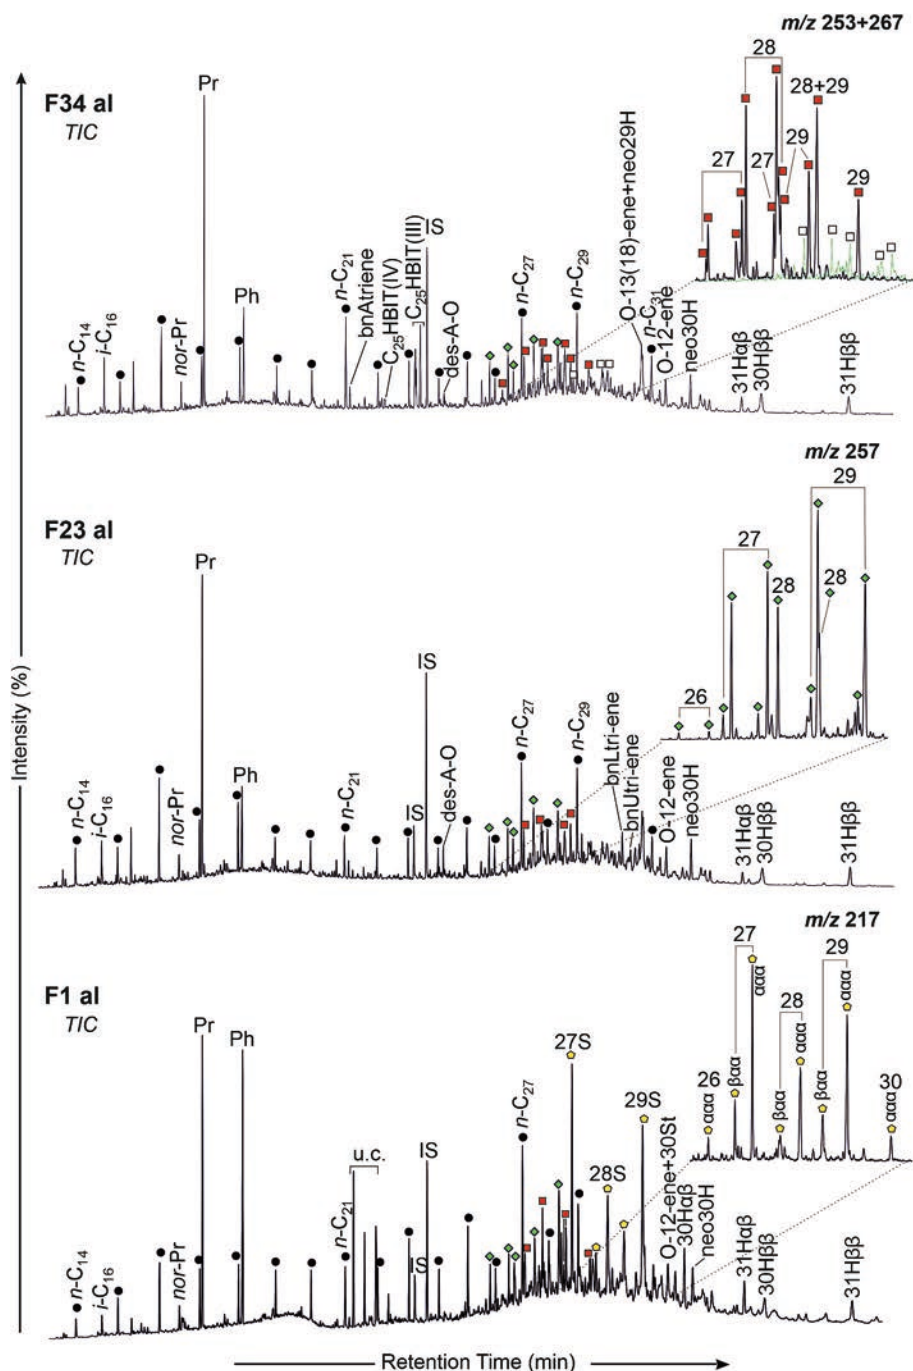 m/z 253+267
28
28+29
29
27
27
29
F34 al
TIC
Pr
nor-Pr
Ph
n-C14
i-C16
n-C21
bnAtriene
C25HBIT(IV)
C25HBIT(III)
IS
des-A-O
n-C27
n-C29
O-13(18)-ene+neo29H
n-C31
O-12-ene
neo30H
31Hαβ
30Hββ
31Hββ
m/z 257
29
27
28
28
26
F23 al
TIC
Pr
Ph
n-C14
i-C16
nor-Pr
n-C21
IS
IS
des-A-O
n-C27
n-C29
bnLtri-ene
bnUtri-ene
O-12-ene
neo30H
31Hαβ
30Hββ
31Hββ
Intensity (%)
m/z 217
27
29
28
26
30
ααα
βαα
ααα
βαα
ααα
βαα
ααα
ααα
F1 al
TIC
Pr
Ph
n-C14
i-C16
nor-Pr
n-C21
u.c.
IS
IS
n-C27
27S
28S
29S
O-12-ene+30St
30Hαβ
neo30H
31Hαβ
30Hββ
31Hββ
Retention Time (min)